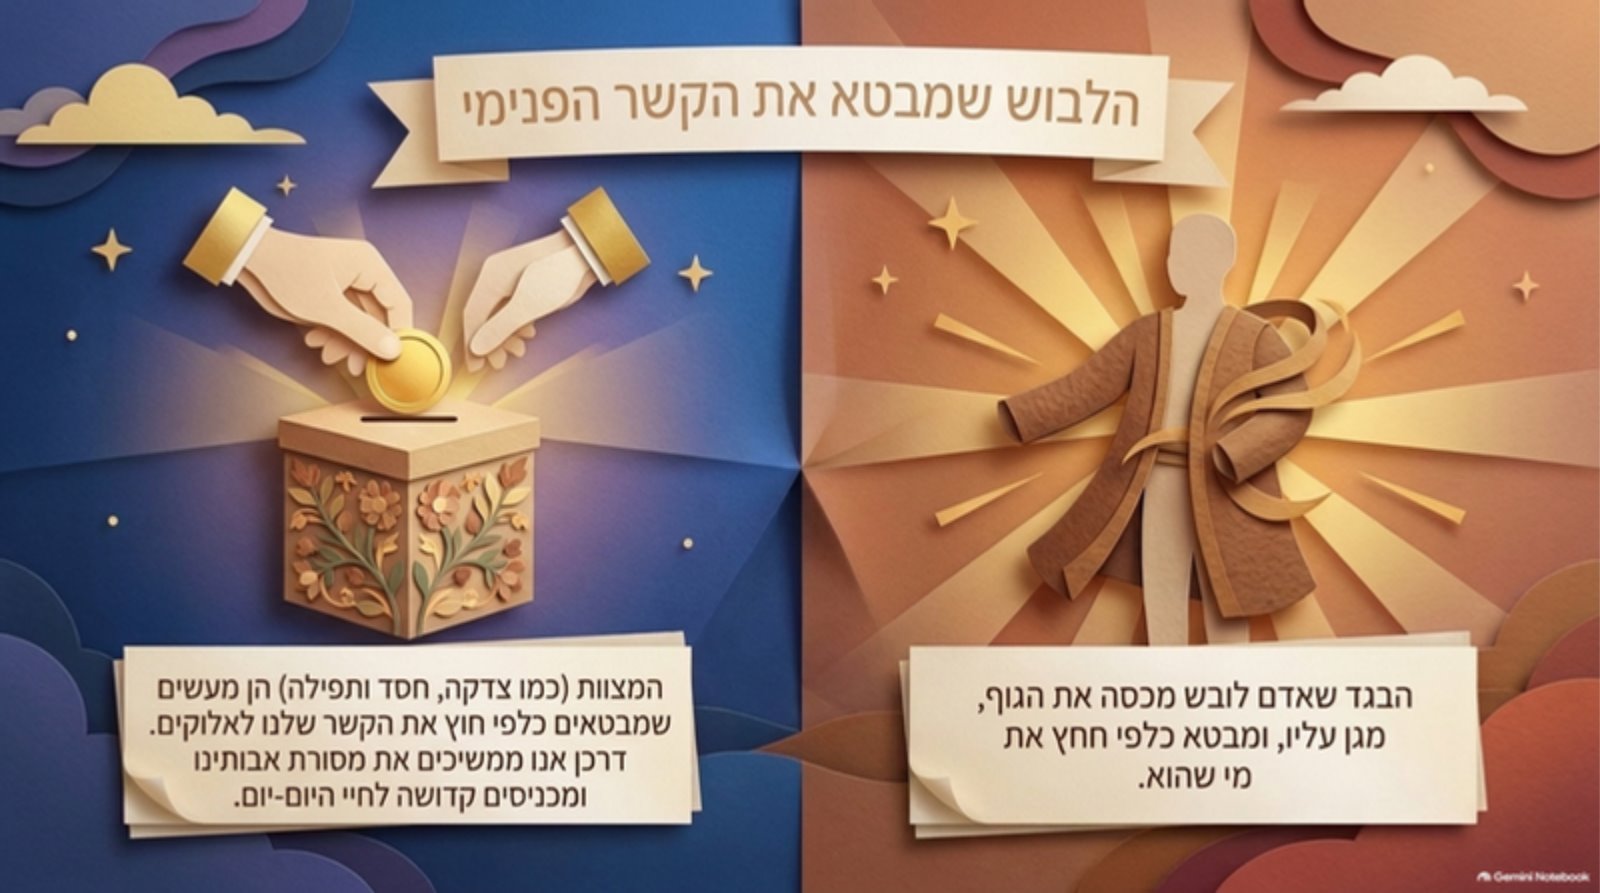 הלבוש שמבטא את הקשר הפנימי
הבגד שאדם לובש מכסה את הגוף,
מגן עליו, ומבטא כלפי חחץ את
מי שהוא.
המצוות (כמו צדקה, חסד ותפילה) הן מעשים
שמבטאים כלפי חוץ את הקשר שלנו לאלוקים.
דרכן אנו ממשיכים את מסורת אבותינו
ומכניסים קדושה לחיי היום-יום.
Gemini Notebook